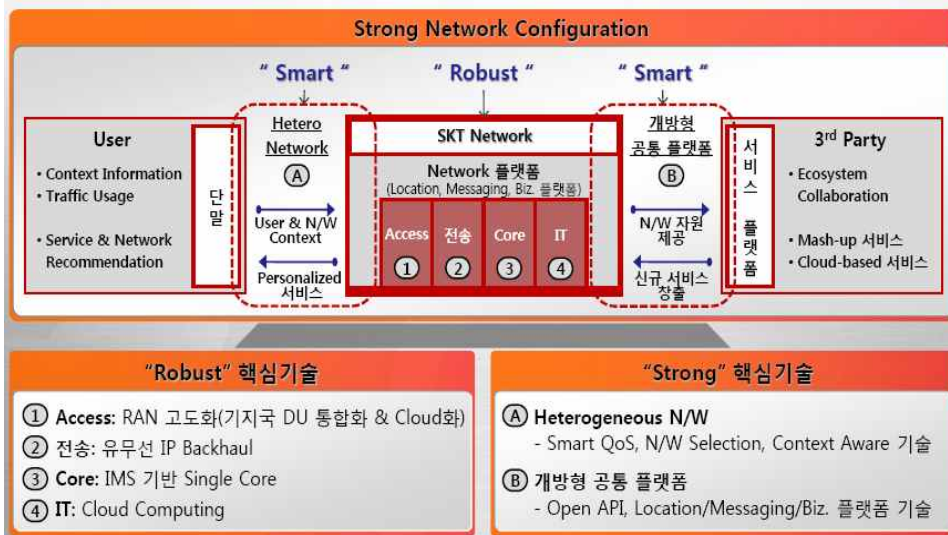 Strong Network Configuration
“ Smart “
“ Robust “
“ Smart “
User
• Context Information
• Traffic Usage
• Service & Network
Recommendation
단말
Hetero
Network
A
User & N/W
Context
Personalized
서비스
SKT Network
Network 플랫폼
(Location, Messaging, Biz. 플랫폼)
Access 전송 Core IT
1 2 3 4
개방형
공통 플랫폼
B
N/W 자원
제공
신규 서비스
창출
서비스 플랫폼
3rd Party
• Ecosystem
Collaboration
• Mash-up 서비스
• Cloud-based 서비스
“Robust” 핵심기술
1 Access: RAN 고도화(기지국 DU 통합화 & Cloud화)
2 전송: 유무선 IP Backhaul
3 Core: IMS 기반 Single Core
4 IT: Cloud Computing
“Strong” 핵심기술
A Heterogeneous N/W
- Smart QoS, N/W Selection, Context Aware 기술
B 개방형 공통 플랫폼
- Open API, Location/Messaging/Biz. 플랫폼 기술